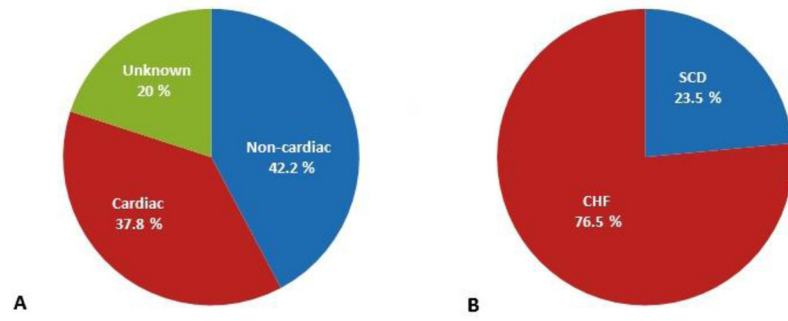 Unknown
20 %
Non-cardiac
42.2 %
Cardiac
37.8 %
A
SCD
23.5 %
CHF
76.5 %
B